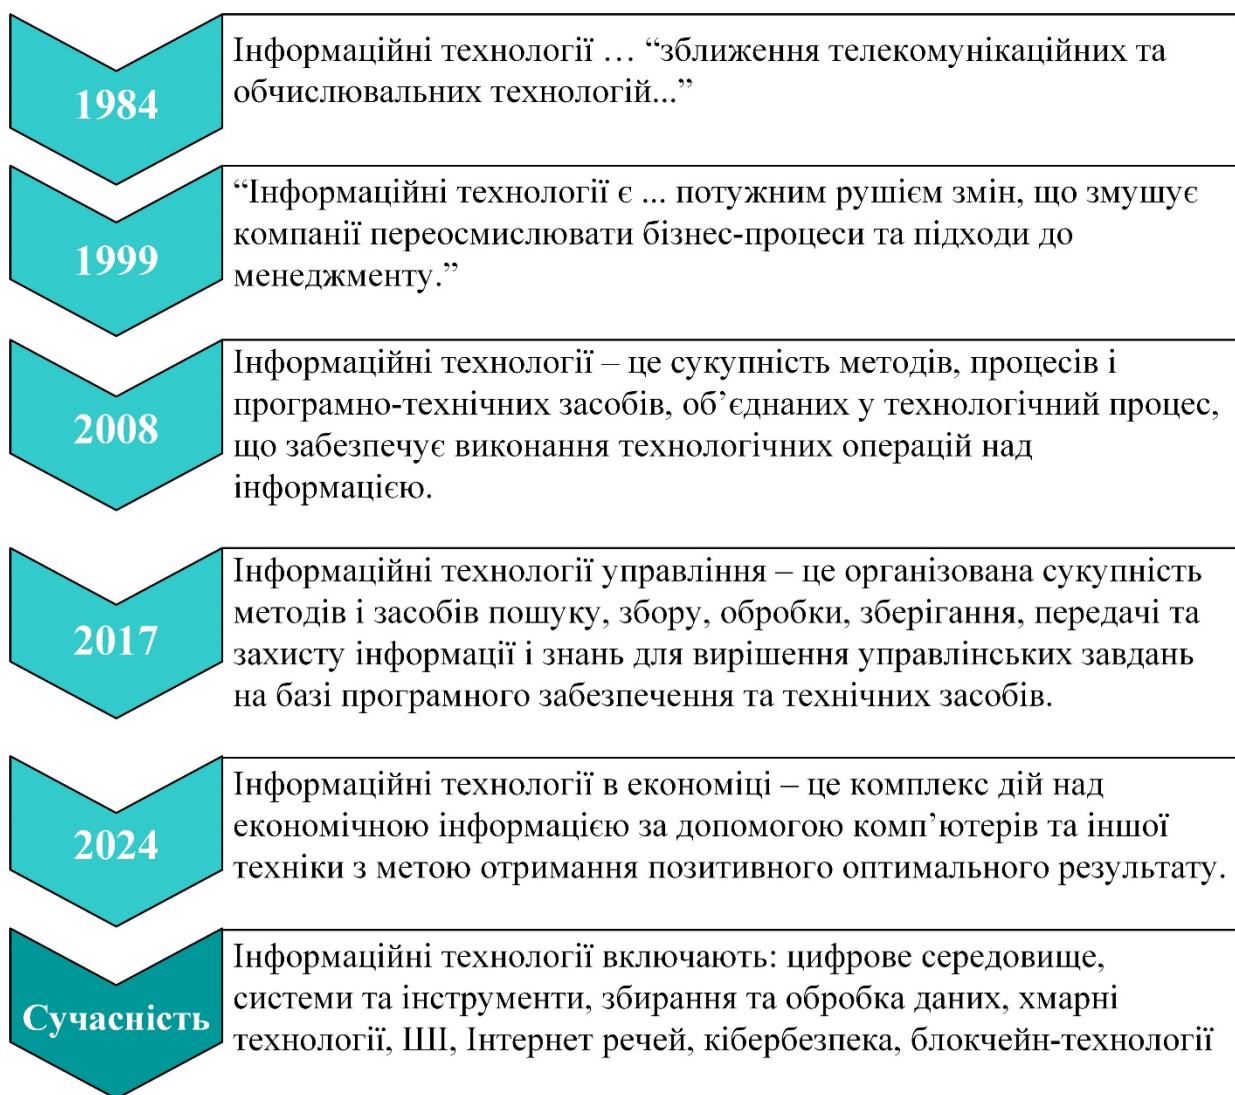 1984
Інформаційні технології … “зближення телекомунікаційних та
обчислювальних технологій...”
1999
“Інформаційні технології є ... потужним рушієм змін, що змушує
компанії переосмислювати бізнес-процеси та підходи до
менеджменту.”
2008
Інформаційні технології – це сукупність методів, процесів і
програмно-технічних засобів, об’єднаних у технологічний процес,
що забезпечує виконання технологічних операцій над
інформацією.
2017
Інформаційні технології управління – це організована сукупність
методів і засобів пошуку, збору, обробки, зберігання, передачі та
захисту інформації і знань для вирішення управлінських завдань
на базі програмного забезпечення та технічних засобів.
2024
Інформаційні технології в економіці – це комплекс дій над
економічною інформацією за допомогою комп’ютерів та іншої
техніки з метою отримання позитивного оптимального результату.
Сучасність
Інформаційні технології включають: цифрове середовище,
системи та інструменти, збирання та обробка даних, хмарні
технології, ШІ, Інтернет речей, кібербезпека, блокчейн-технології